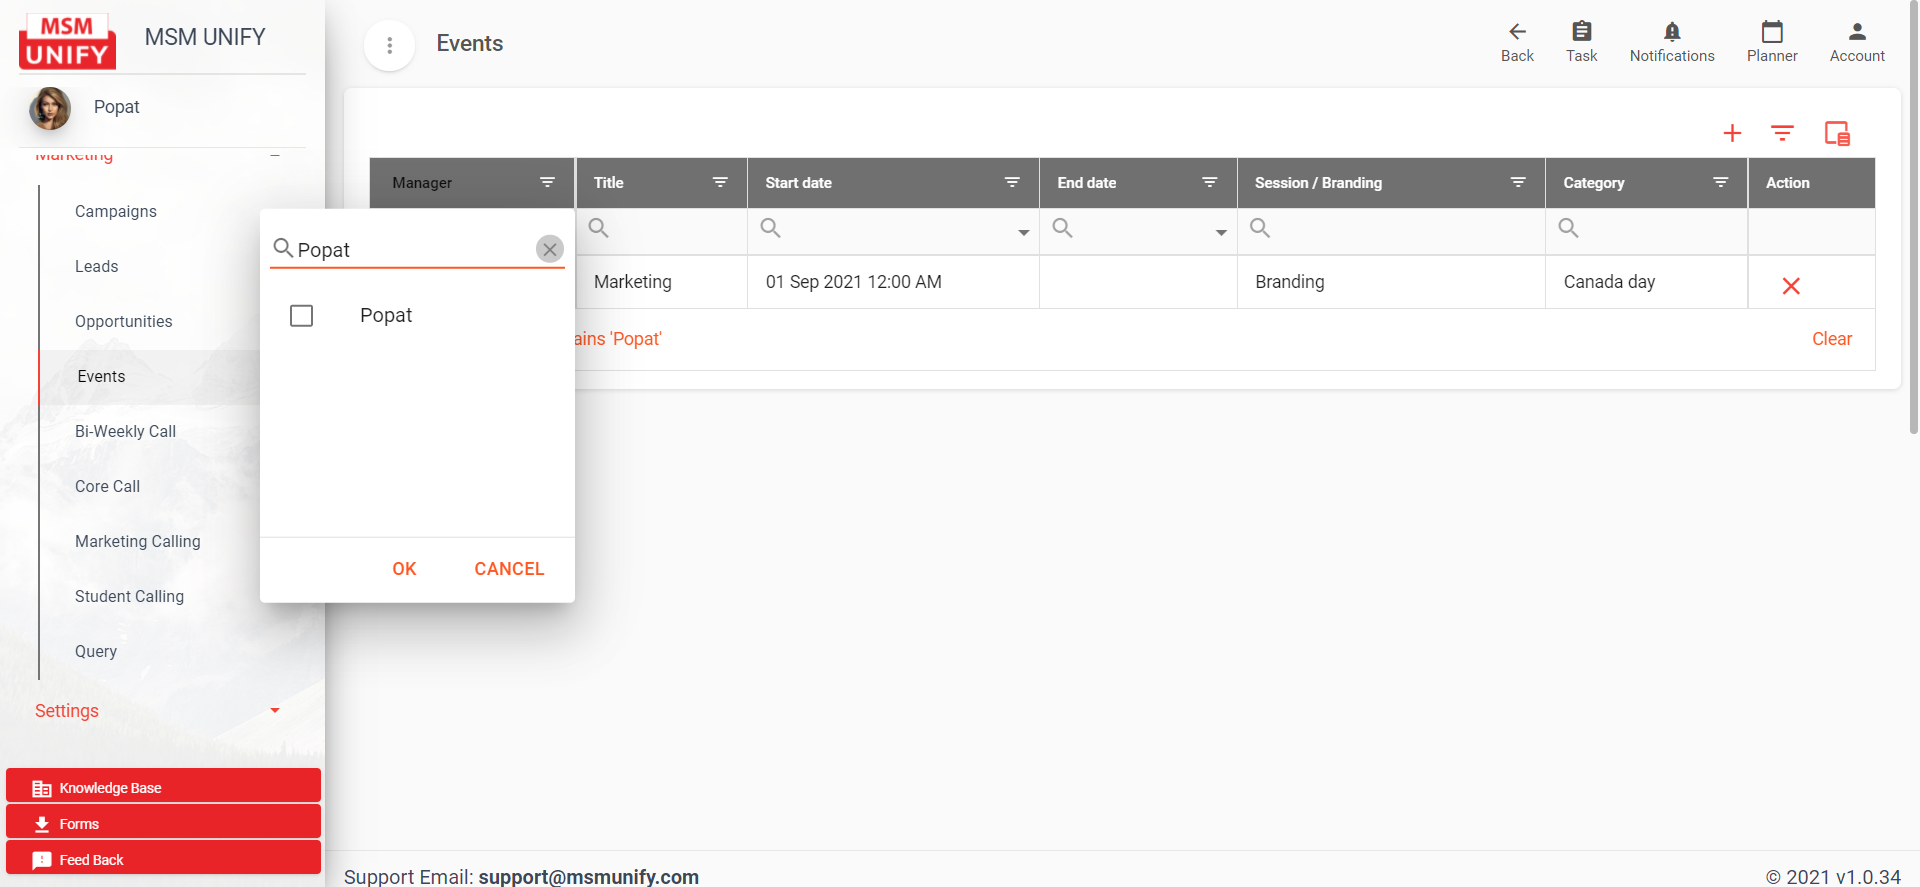 MSM
UNIFY
MSM UNIFY
Popat
Marketing
Campaigns
Leads
Opportunities
Events
Bi-Weekly Call
Core Call
Marketing Calling
Student Calling
Query
Settings
Knowledge Base
Forms
Feed Back
Events
Back
Task
Notifications
Planner
Account
Manager
Title
Start date
End date
Session / Branding
Category
Action
Marketing
01 Sep 2021 12:00 AM
Branding
Canada day
ains 'Popat'
Clear
Popat
Popat
OK
CANCEL
Support Email: support@msmunify.com
© 2021 v1.0.34